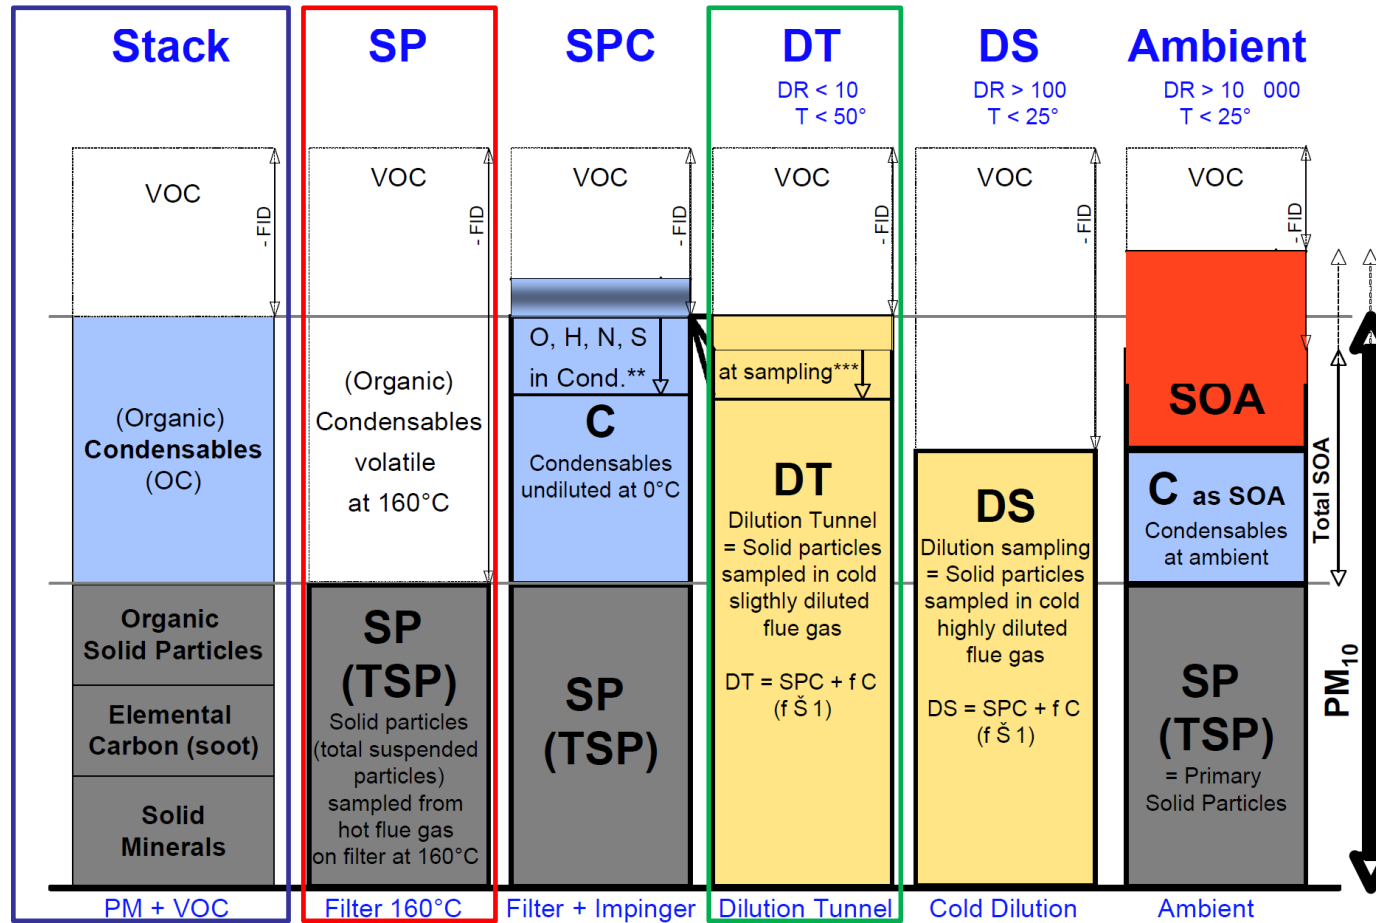 Stack
SP
SPC
DT
DS
Ambient
DR < 10
T < 50°
DR > 100
T < 25°
DR > 10 000
T < 25°
VOC
- FID
(Organic)
Condensables
(OC)
Organic
Solid Particles
Elemental
Carbon (soot)
Solid
Minerals
PM + VOC
VOC
- FID
(Organic)
Condensables
volatile
at 160°C
SP
(TSP)
Solid particles
(total suspended
particles)
sampled from
hot flue gas
on filter at 160°C
Filter 160°C
VOC
- FID
O, H, N, S
in Cond.**
C
Condensables
undiluted at 0°C
SP
(TSP)
Filter + Impinger
VOC
- FID
at sampling***
DT
Dilution Tunnel
= Solid particles
sampled in cold
sligthly diluted
flue gas
DT = SPC + f C
(f Š 1)
Dilution Tunnel
VOC
- FID
DS
Dilution sampling
= Solid particles
sampled in cold
highly diluted
flue gas
DS = SPC + f C
(f Š 1)
Cold Dilution
VOC
- FID
SOA
C as SOA
Condensables
at ambient
SP
(TSP)
= Primary
Solid Particles
Ambient
Total SOA
PM10